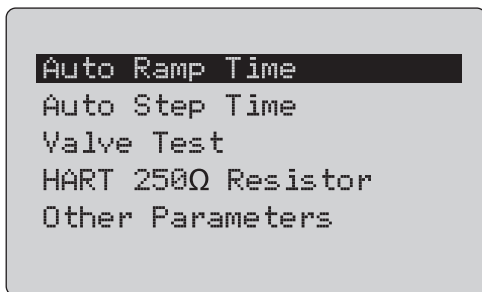 Auto Ramp Time
Auto Step Time
Valve Test
HART 250Ω Resistor
Other Parameters